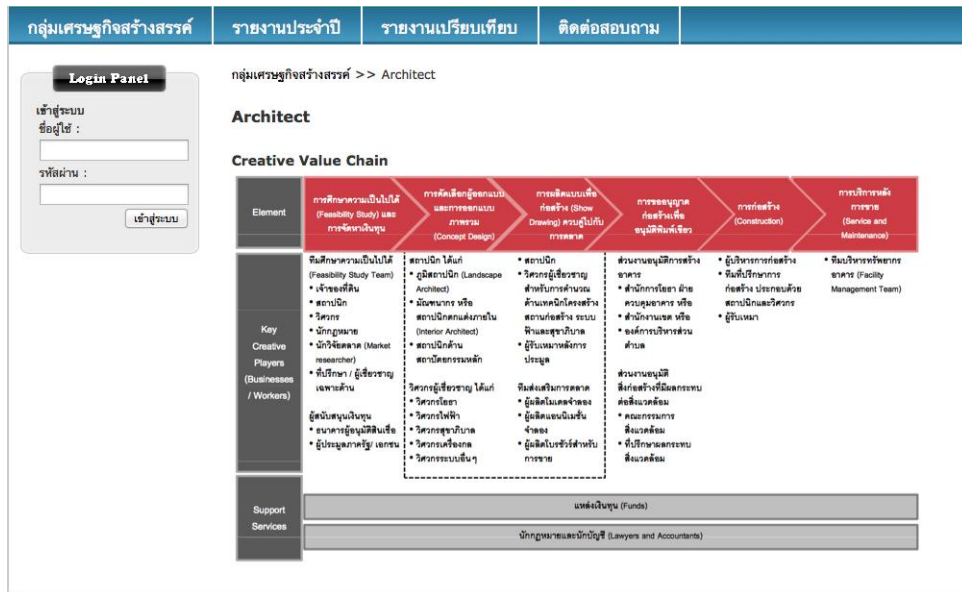 กลุ่มเศรษฐกิจสร้างสรรค์ รายงานประจำปี รายงานเปรียบเทียบ ติดต่อสอบถาม
Login Panel
เข้าสู่ระบบ
ชื่อผู้ใช้ :
รหัสผ่าน :
เข้าสู่ระบบ
กลุ่มเศรษฐกิจสร้างสรรค์ >> Architect
Architect
Creative Value Chain
Element
การศึกษาความเป็นไปได้
(Feasibility Study) และ
การจัดหาเงินทุน
การคัดเลือกผู้ออกแบบ
และการออกแบบ
ภาพรวม
(Concept Design)
การผลิตแบบเพื่อ
ก่อสร้าง (Show
Drawing) ควบคู่ไปกับ
การตลาด
การขออนุญาต
ก่อสร้างเพื่อ
อนุมัติพิมพ์เขียว
การก่อสร้าง
(Construction)
การบริการหลัง
การขาย
(Service and
Maintenance)
Key
Creative
Players
(Businesses
/ Workers)
ทีมศึกษาความเป็นไปได้
(Feasibility Study Team)
• เจ้าของที่ดิน
• สถาปนิก
• วิศวกร
• นักกฎหมาย
• นักวิจัยตลาด (Market
researcher)
• ที่ปรึกษา / ผู้เชี่ยวชาญ
เฉพาะด้าน
ผู้สนับสนุนเงินทุน
• ธนาคารผู้อนุมัติสินเชื่อ
• ผู้ประมูลภาครัฐ/ เอกชน
สถาปนิก ได้แก่
• ภูมิสถาปนิก (Landscape
Architect)
• มัณฑนากร หรือ
สถาปนิกตกแต่งภายใน
(Interior Architect)
• สถาปนิกด้าน
สถาปัตยกรรมหลัก
วิศวกรผู้เชี่ยวชาญ ได้แก่
• วิศวกรโยธา
• วิศวกรไฟฟ้า
• วิศวกรสุขาภิบาล
• วิศวกรเครื่องกล
• วิศวกรระบบอื่นๆ
• สถาปนิก
• วิศวกรผู้เชี่ยวชาญ
สำหรับการคำนวณ
ด้านเทคนิคโครงสร้าง
สถานก่อสร้าง ระบบ
ฟ้าและสุขาภิบาล
• ผู้รับเหมาหลังการ
ประมูล
ทีมส่งเสริมการตลาด
• ผู้ผลิตโมเดลจำลอง
• ผู้ผลิตแอนนิเมชั่น
จำลอง
• ผู้ผลิตโบรชัวร์สำหรับ
การขาย
ส่วนงานอนุมัติการสร้าง
อาคาร
• สำนักการโยธา ฝ่าย
ควบคุมอาคาร หรือ
• สำนักงานเขต หรือ
• องค์การบริหารส่วน
ตำบล
ส่วนงานอนุมัติ
สิ่งก่อสร้างที่มีผลกระทบ
ต่อสิ่งแวดล้อม
• คณะกรรมการ
สิ่งแวดล้อม
• ที่ปรึกษาผลกระทบ
สิ่งแวดล้อม
• ผู้บริหารการก่อสร้าง
• ทีมที่ปรึกษาการ
ก่อสร้าง ประกอบด้วย
สถาปนิกและวิศวกร
• ผู้รับเหมา
• ทีมบริหารทรัพยากร
อาคาร (Facility
Management Team)
Support
Services
แหล่งเงินทุน (Funds)
นักกฎหมายและนักบัญชี (Lawyers and Accountants)